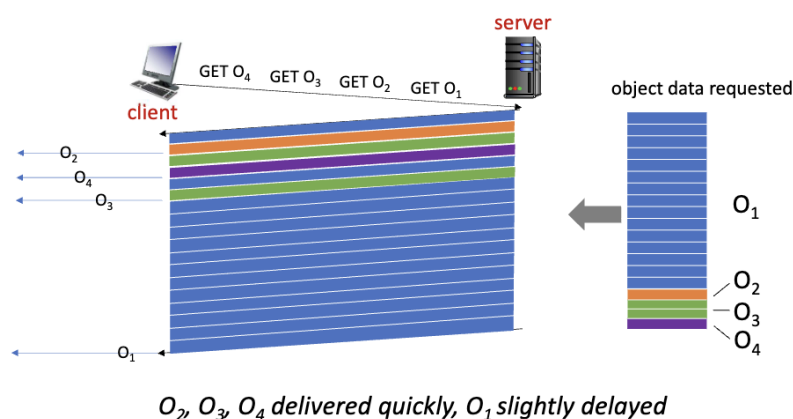 server
GET O₄ GET O₃ GET O₂ GET O₁
client
object data requested
O₂
O₄
O₃
O₁
O₁
O₂
O₃
O₄
O₂, O₃, O₄ delivered quickly, O₁ slightly delayed